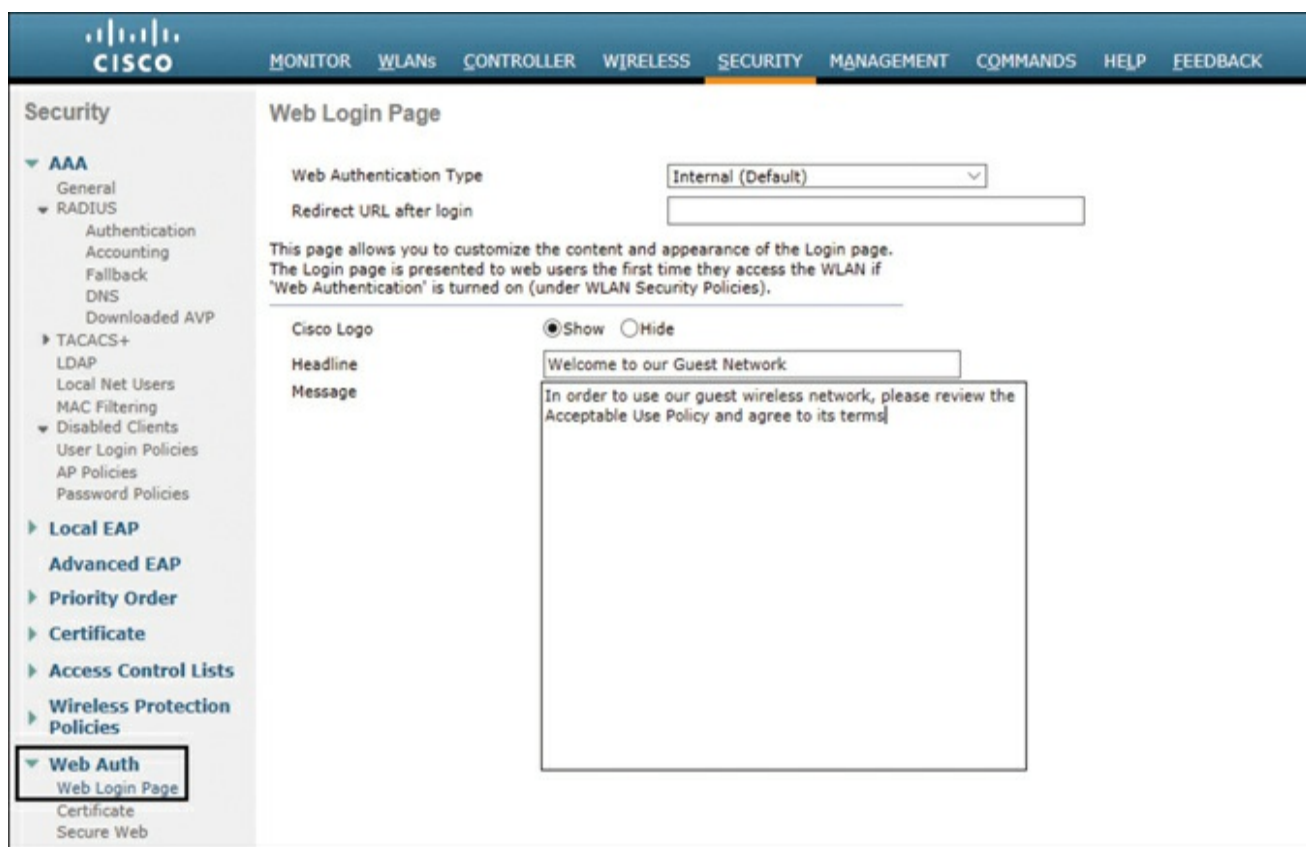 CISCO
MONITOR WLANs CONTROLLER WIRELESS SECURITY MANAGEMENT COMMANDS HELP FEEDBACK
Security
AAA
General
RADIUS
Authentication
Accounting
Fallback
DNS
Downloaded AVP
TACACS+
LDAP
Local Net Users
MAC Filtering
Disabled Clients
User Login Policies
AP Policies
Password Policies
Local EAP
Advanced EAP
Priority Order
Certificate
Access Control Lists
Wireless Protection
Policies
Web Auth
Web Login Page
Certificate
Secure Web
Web Login Page
Web Authentication Type Internal (Default)
Redirect URL after login
This page allows you to customize the content and appearance of the Login page.
The Login page is presented to web users the first time they access the WLAN if
'Web Authentication' is turned on (under WLAN Security Policies).
Cisco Logo Show Hide
Headline Welcome to our Guest Network
Message In order to use our guest wireless network, please review the
Acceptable Use Policy and agree to its terms